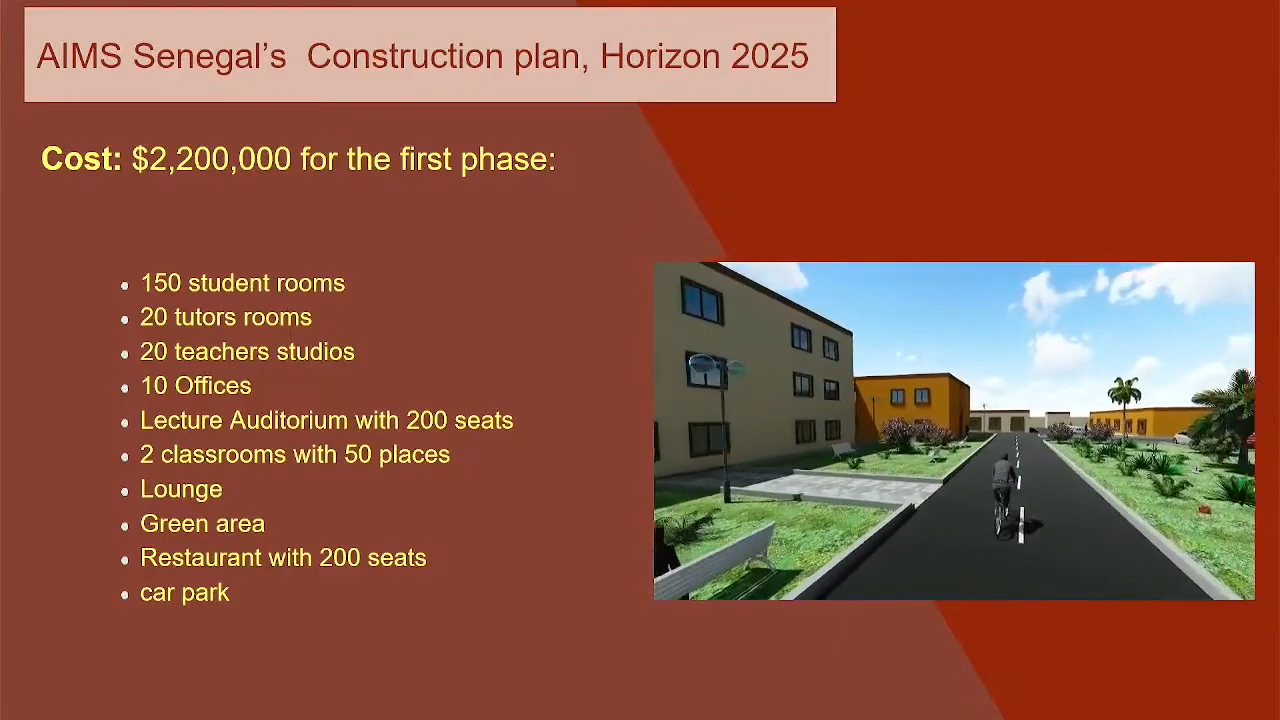 AIMS Senegal’s  Construction plan, Horizon 2025
Cost: $2,200,000 for the first phase:
150 student rooms
20 tutors rooms
20 teachers studios
10 Offices
Lecture Auditorium with 200 seats
2 classrooms with 50 places
Lounge
Green area
Restaurant with 200 seats
car park